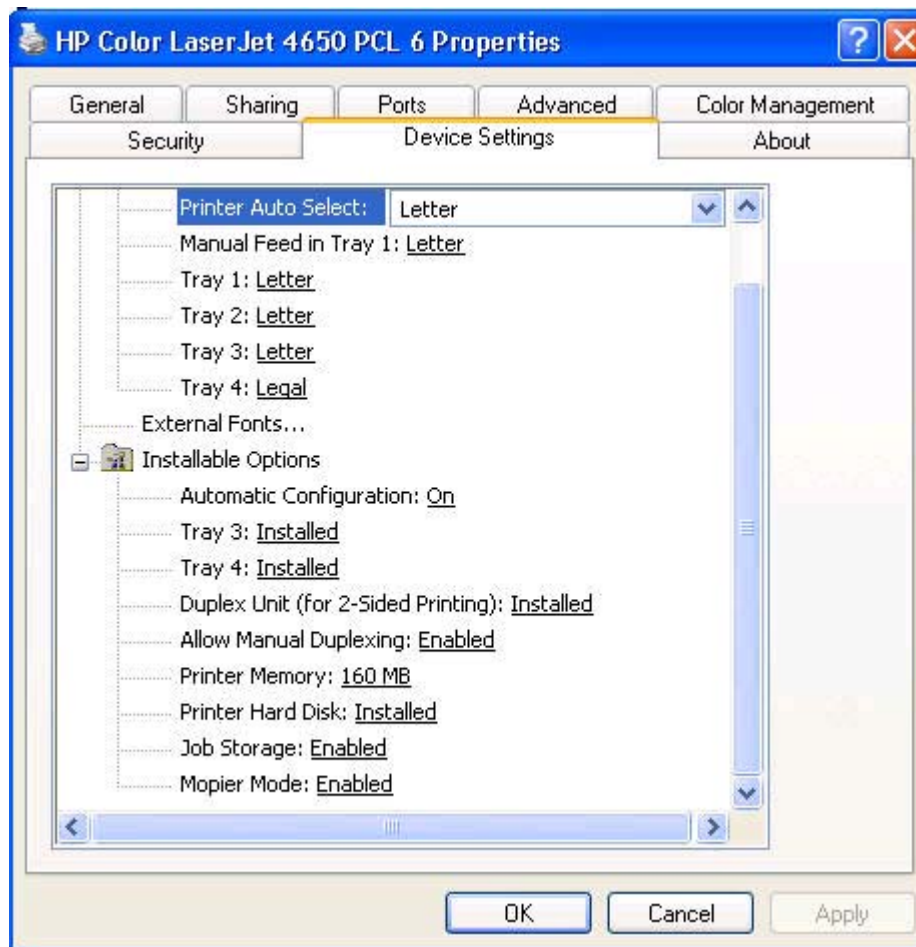 HP Color LaserJet 4650 PCL 6 Properties
General Sharing Ports Advanced Color Management
Security Device Settings About
Printer Auto Select: Letter
Manual Feed in Tray 1: Letter
Tray 1: Letter
Tray 2: Letter
Tray 3: Letter
Tray 4: Legal
External Fonts...
Installable Options
Automatic Configuration: On
Tray 3: Installed
Tray 4: Installed
Duplex Unit (for 2-Sided Printing): Installed
Allow Manual Duplexing: Enabled
Printer Memory: 160 MB
Printer Hard Disk: Installed
Job Storage: Enabled
Mopier Mode: Enabled
OK Cancel Apply